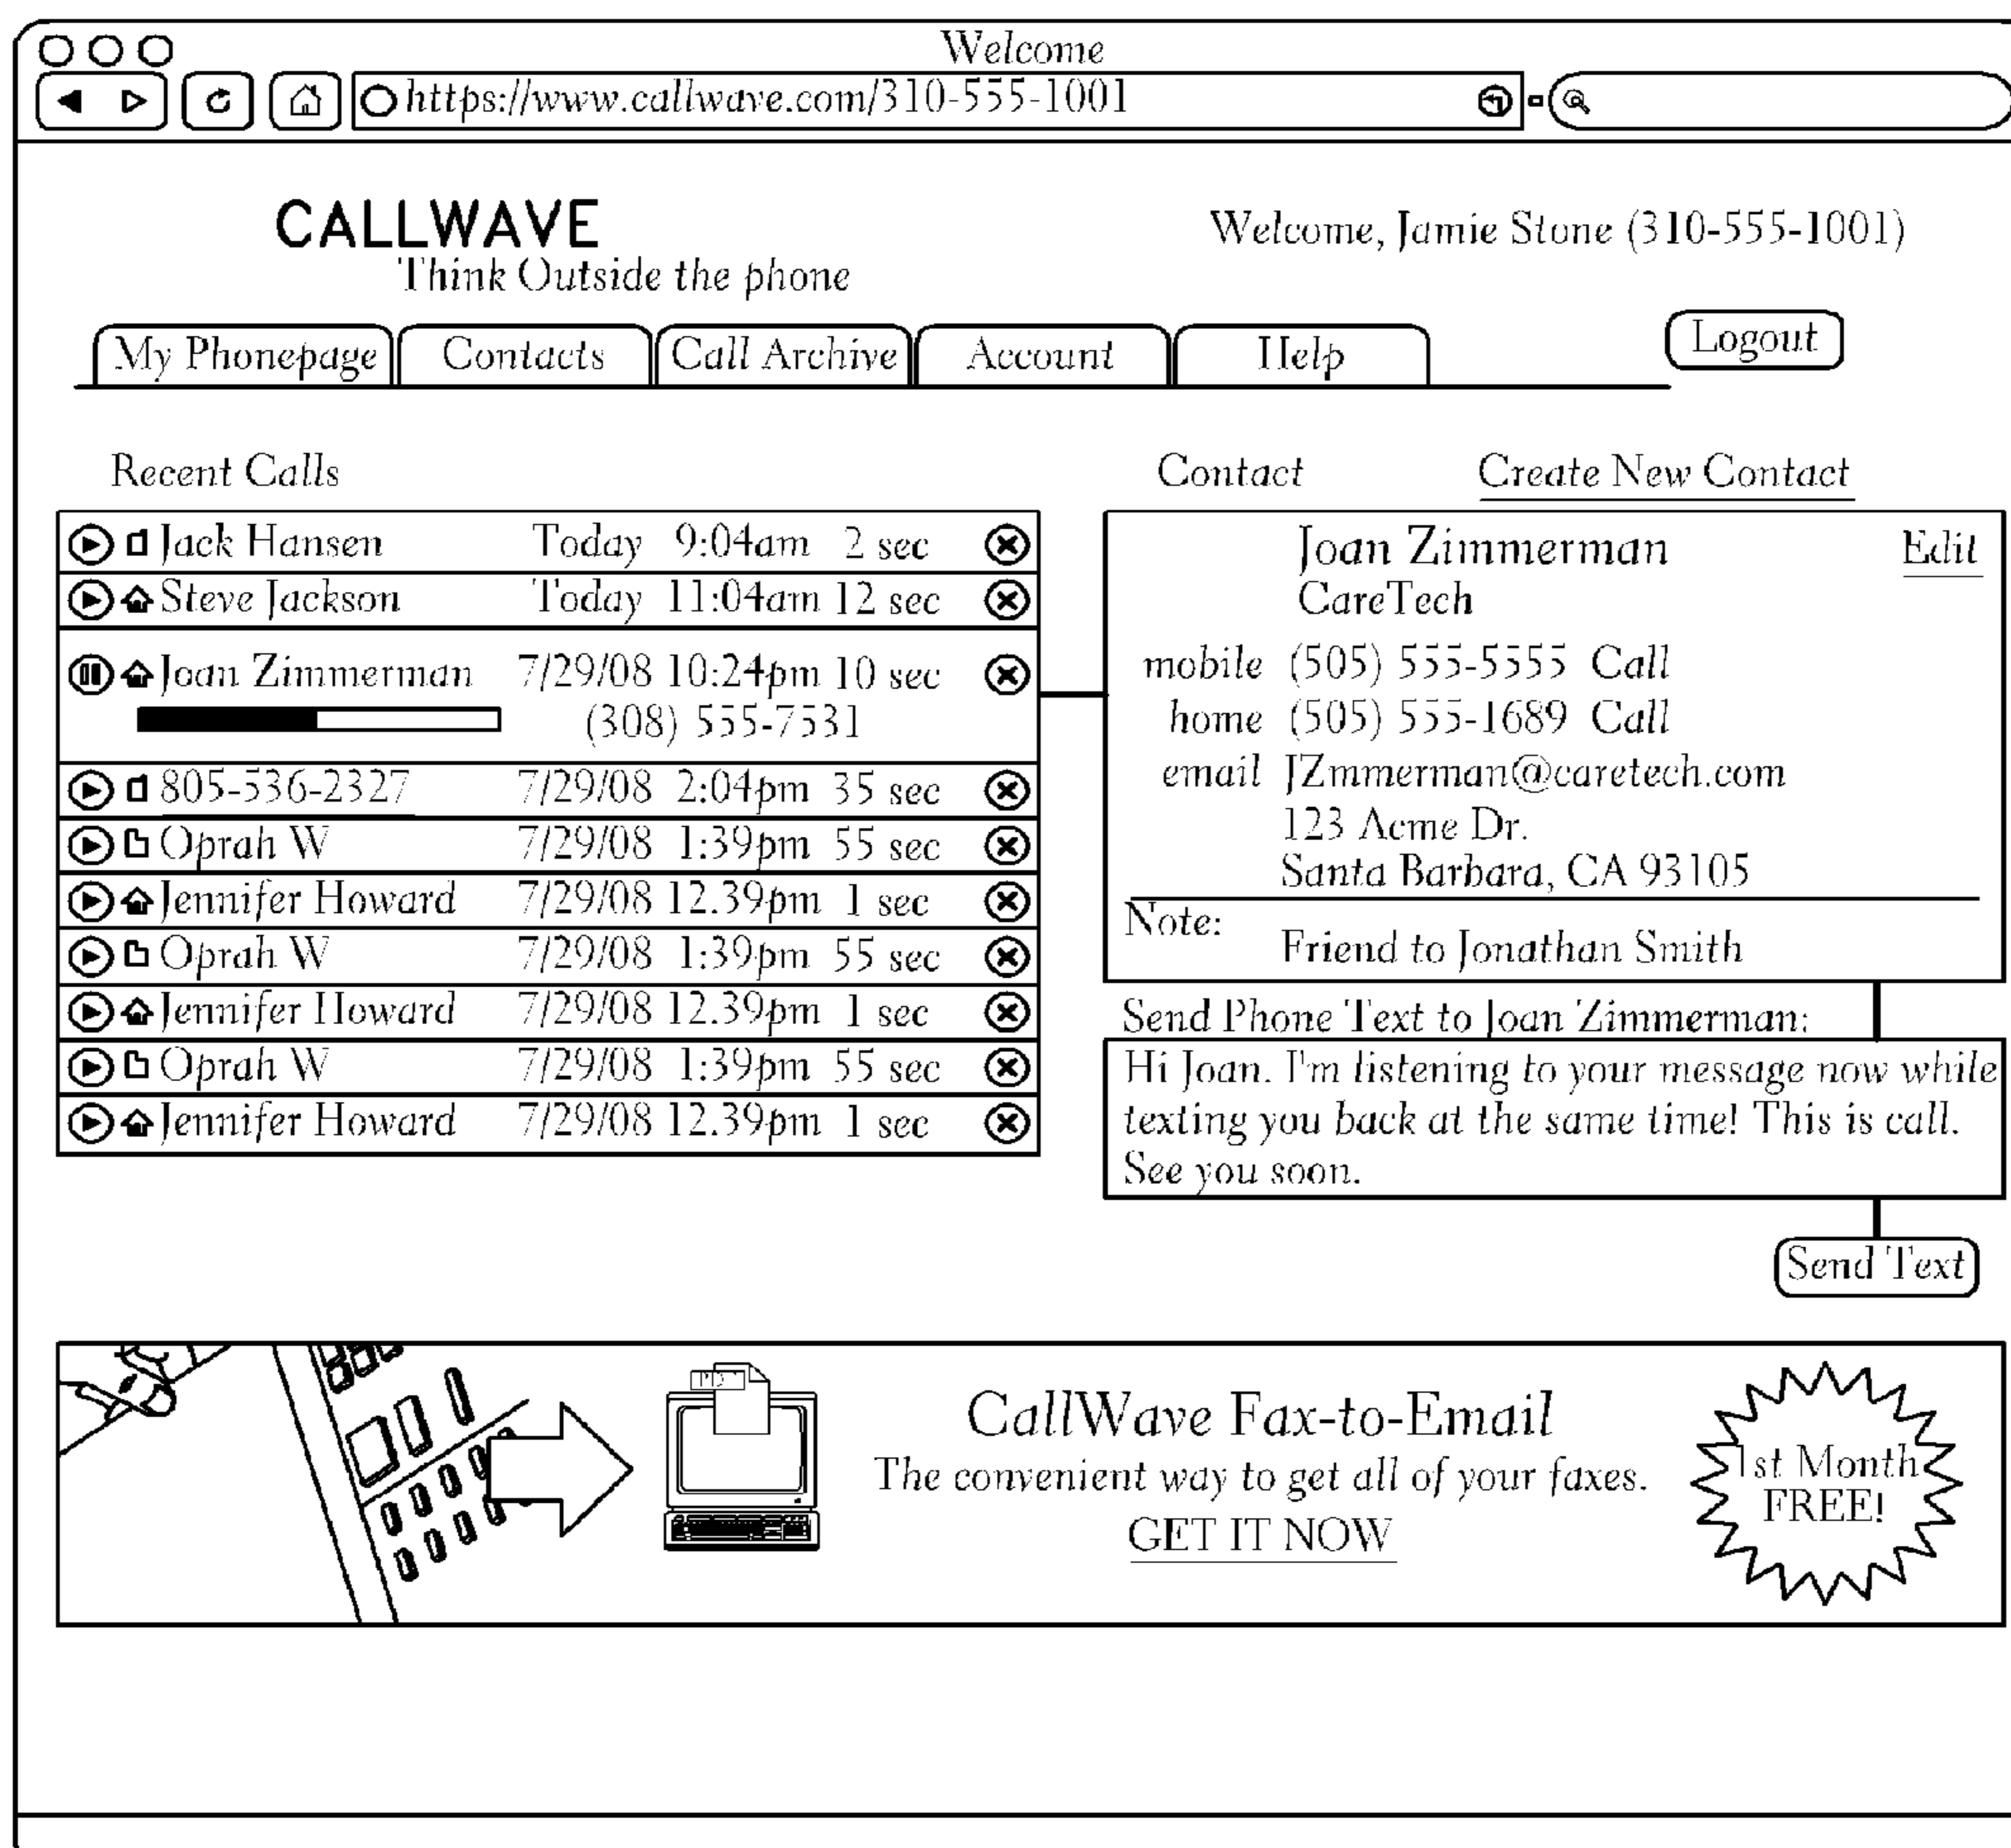 Welcome
https://www.callwave.com/310-555-1001
CALLWAVE
Think Outside the phone
Welcome, Jamie Stone (310-555-1001)
My Phonepage Contacts Call Archive Account Help Logout
Recent Calls
Jack Hansen Today 9:04am 2 sec
Steve Jackson Today 11:04am 12 sec
Joan Zimmerman 7/29/08 10:24pm 10 sec
(308) 555-7531
805-536-2327 7/29/08 2:04pm 35 sec
Oprah W 7/29/08 1:39pm 55 sec
Jennifer Howard 7/29/08 12.39pm 1 sec
Oprah W 7/29/08 1:39pm 55 sec
Jennifer Howard 7/29/08 12.39pm 1 sec
Oprah W 7/29/08 1:39pm 55 sec
Jennifer Howard 7/29/08 12.39pm 1 sec
Contact Create New Contact
Joan Zimmerman Edit
CareTech
mobile (505) 555-5555 Call
home (505) 555-1689 Call
email JZmmerman@caretech.com
123 Acme Dr.
Santa Barbara, CA 93105
Note:
Friend to Jonathan Smith
Send Phone Text to Joan Zimmerman:
Hi Joan. I'm listening to your message now while
texting you back at the same time! This is call.
See you soon.
Send Text
PDF
CallWave Fax-to-Email
The convenient way to get all of your faxes.
GET IT NOW
1st Month
FREE!